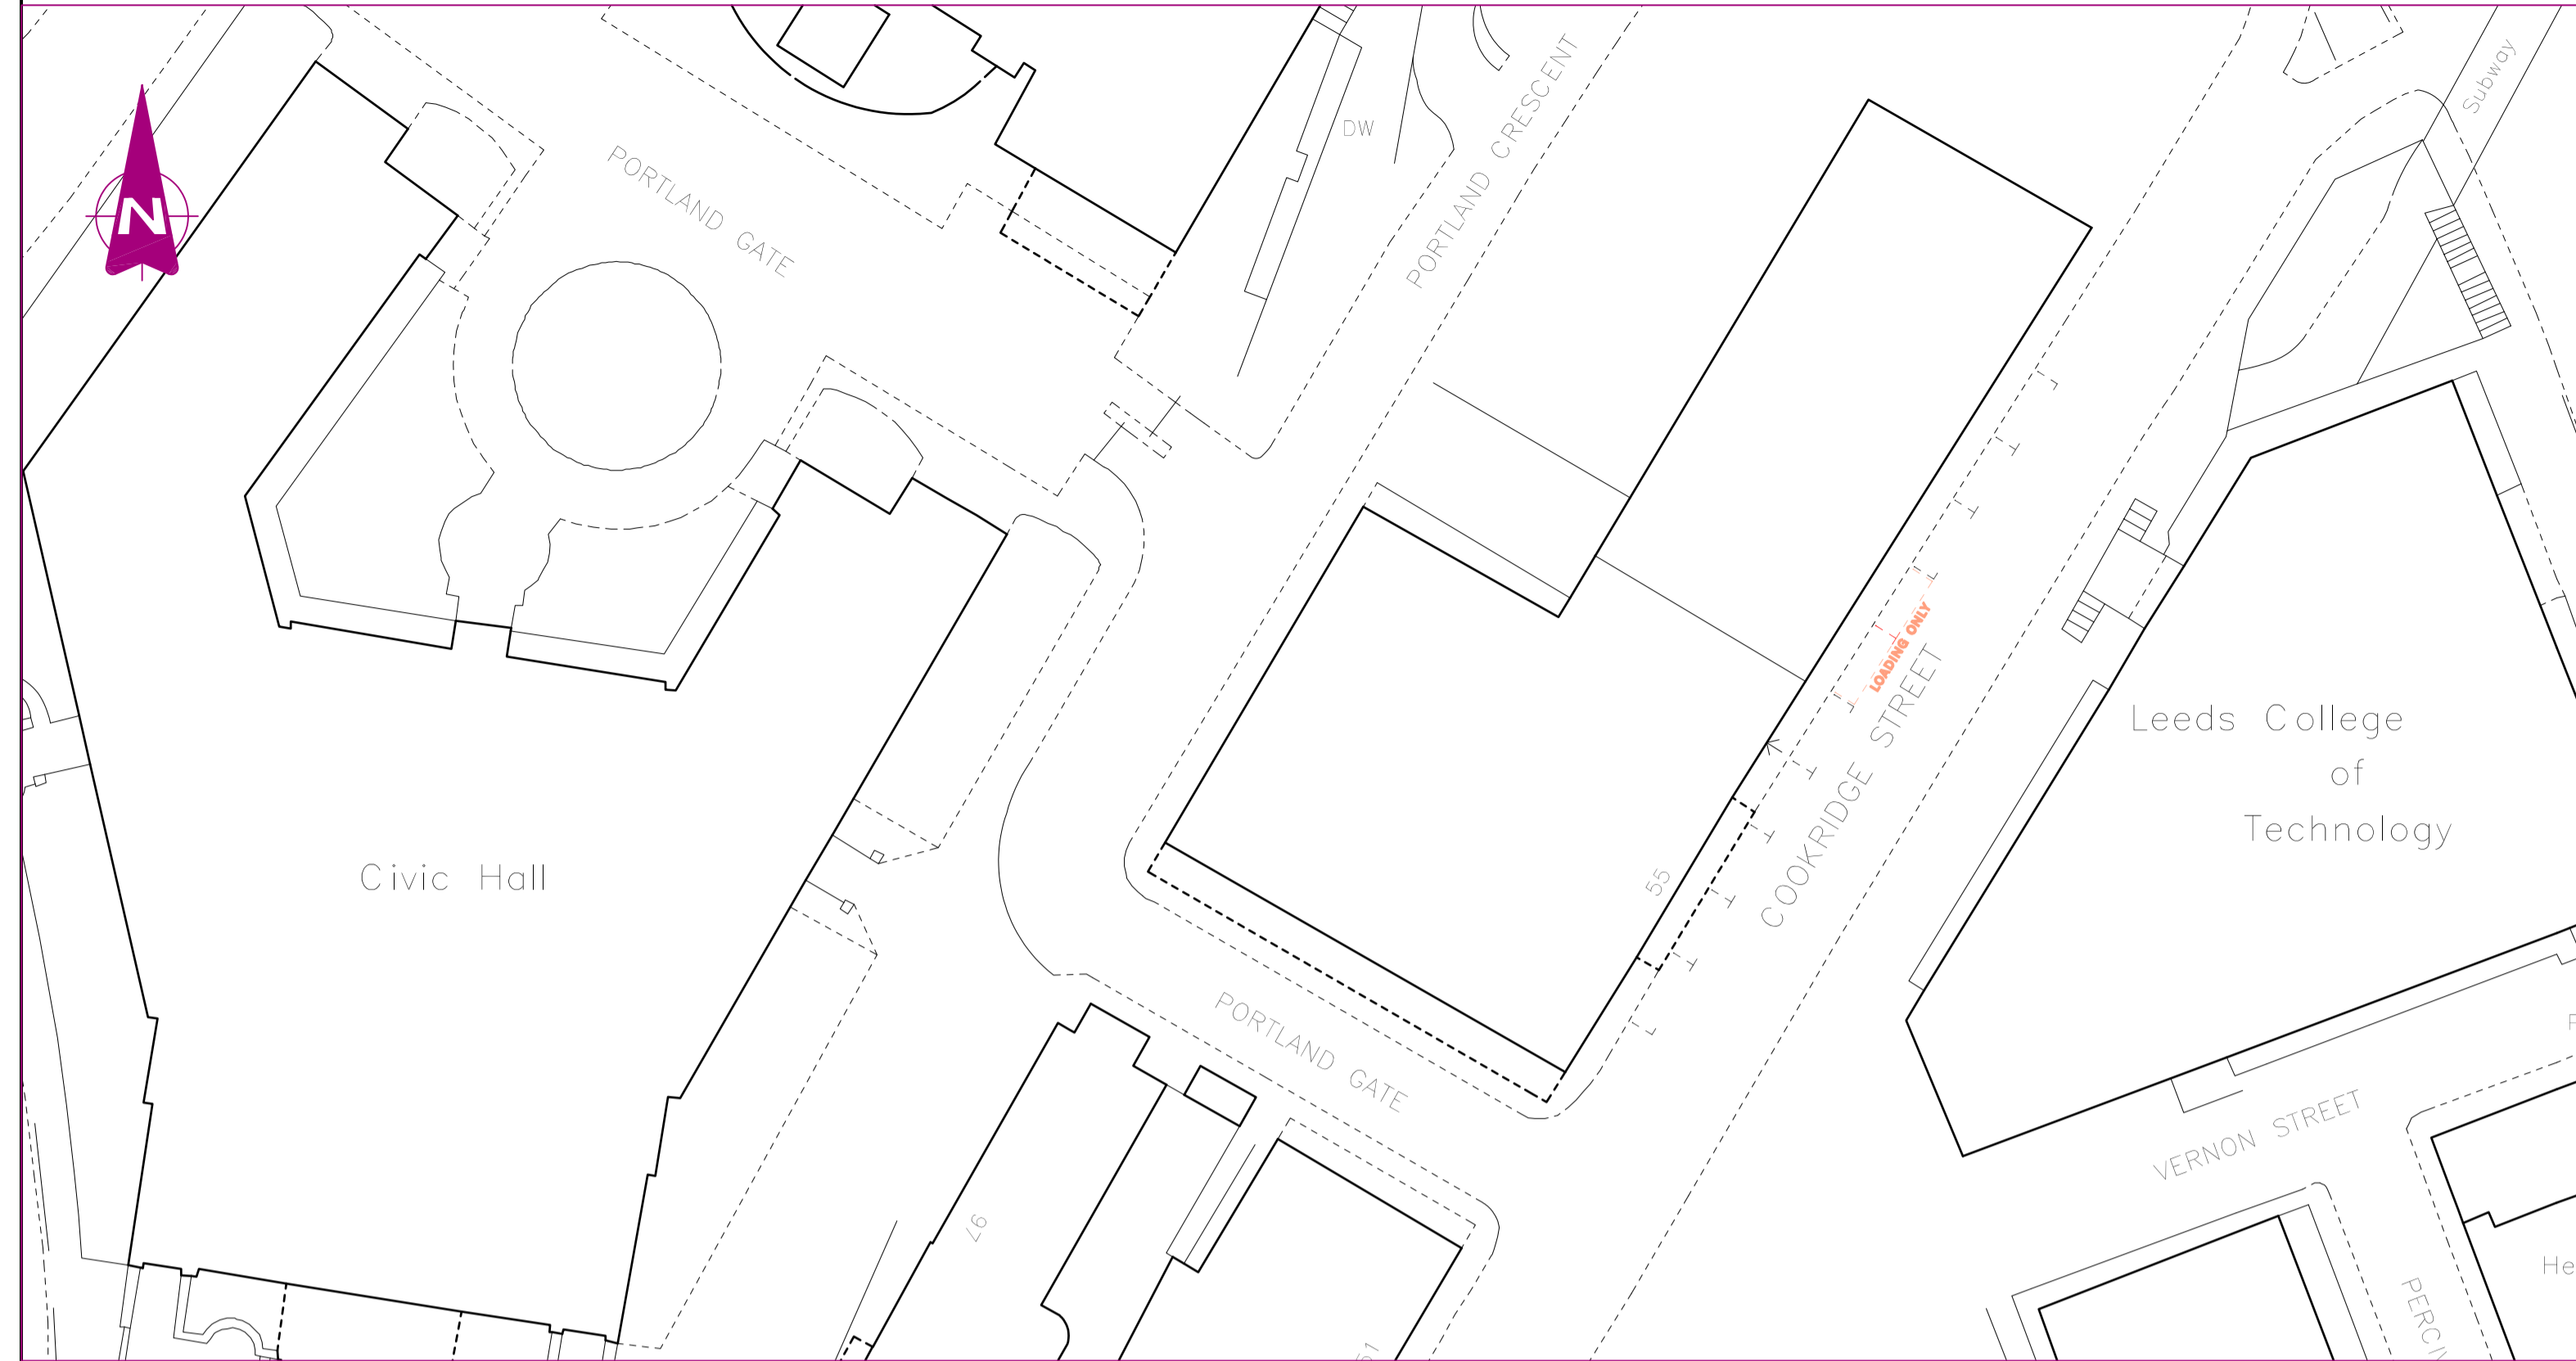 Subway
N
DW
PORTLAND CRESCENT
PORTLAND GATE
LOADING ONLY
COOKRIDGE STREET
Leeds College
of
Technology
Civic Hall
55
PORTLAND GATE
VERNON STREET
97
51